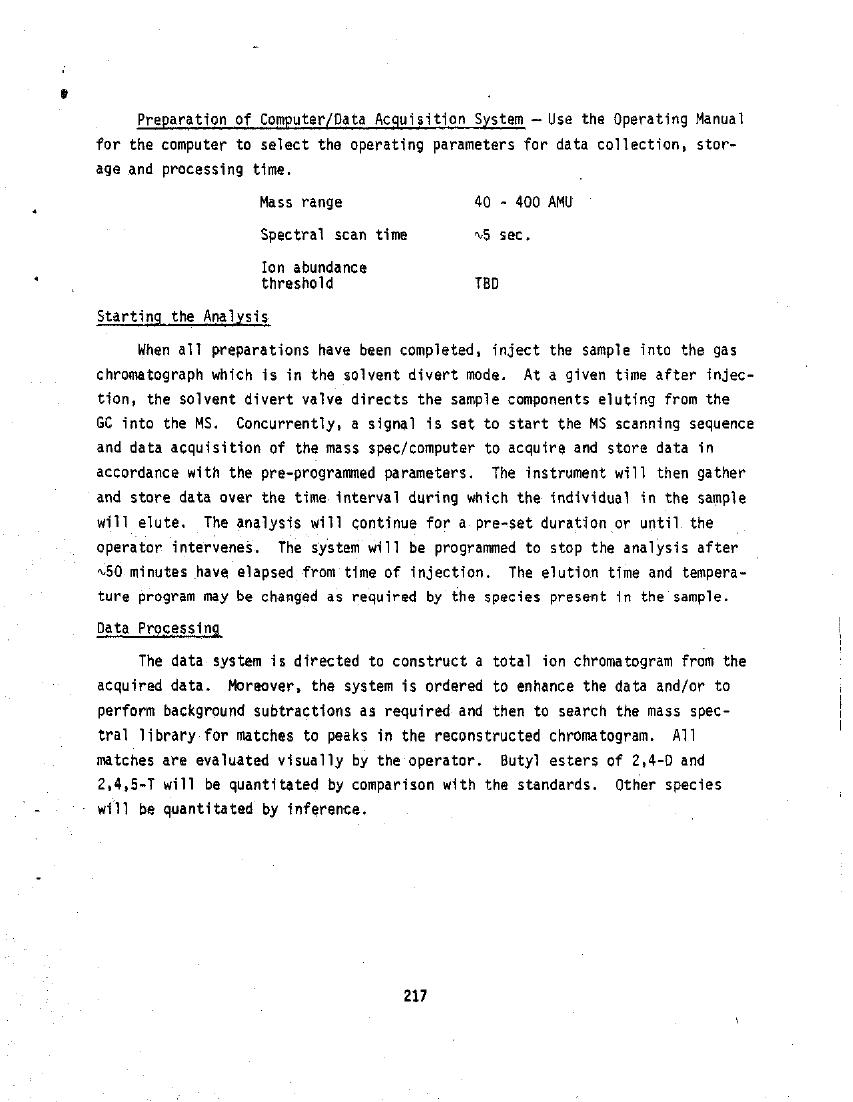 Preparation of Computer/Data Acquisition System — Use the Operating Manual
for the computer to select the operating parameters for data collection, stor-
age and processing time.
Mass range 40 - 400 AMU
Spectral scan time ~5 sec.
Ion abundance
threshold TBD
Starting the Analysis
When all preparations have been completed, inject the sample into the gas
chromatograph which is in the solvent divert mode. At a given time after injec-
tion, the solvent divert valve directs the sample components eluting from the
GC into the MS. Concurrently, a signal is set to start the MS scanning sequence
and data acquisition of the mass spec/computer to acquire and store data in
accordance with the pre-programmed parameters. The instrument will then gather
and store data over the time interval during which the individual in the sample
will elute. The analysis will continue for a pre-set duration or until the
operator intervenes. The system will be programmed to stop the analysis after
~50 minutes have elapsed from time of injection. The elution time and tempera-
ture program may be changed as required by the species present in the sample.
Data Processing
The data system is directed to construct a total ion chromatogram from the
acquired data. Moreover, the system is ordered to enhance the data and/or to
perform background subtractions as required and then to search the mass spec-
tral library for matches to peaks in the reconstructed chromatogram. All
matches are evaluated visually by the operator. Butyl esters of 2,4-D and
2,4,5-T will be quantitated by comparison with the standards. Other species
will be quantitated by inference.
217